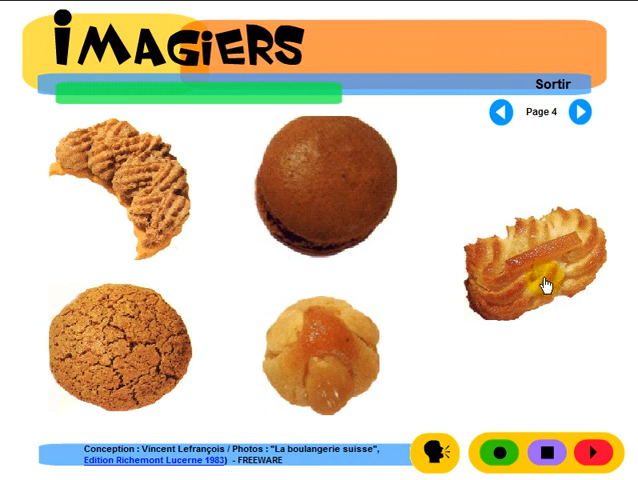 iMAGiERS
Sortir
Page 4
Conception : Vincent Lefrançois / Photos : "La boulangerie suisse",
Edition Richemont Lucerne 1983) - FREEWARE